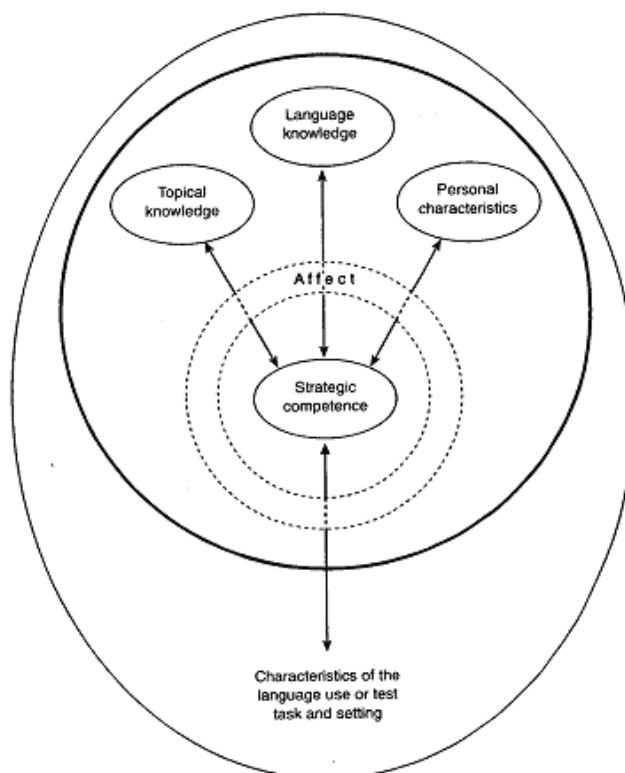 Language
knowledge
Topical
knowledge
Personal
characteristics
Affect
Strategic
competence
Characteristics of the
language use or test
task and setting